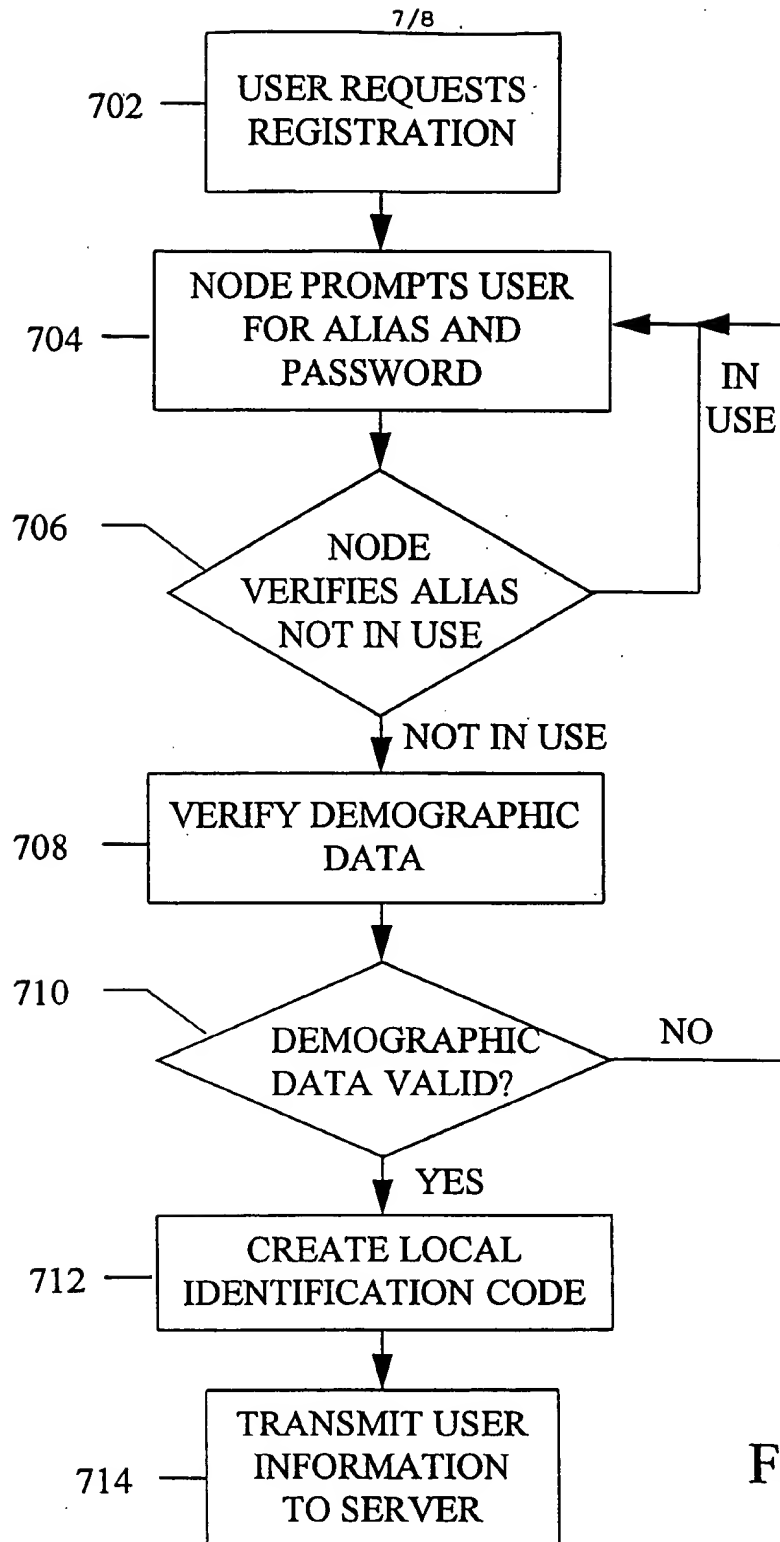 7/8
702
USER REQUESTS
REGISTRATION
704
NODE PROMPTS USER
FOR ALIAS AND
PASSWORD
IN
USE
706
NODE
VERIFIES ALIAS
NOT IN USE
NOT IN USE
708
VERIFY DEMOGRAPHIC
DATA
710
DEMOGRAPHIC
DATA VALID?
NO
YES
712
CREATE LOCAL
IDENTIFICATION CODE
714
TRANSMIT USER
INFORMATION
TO SERVER
F